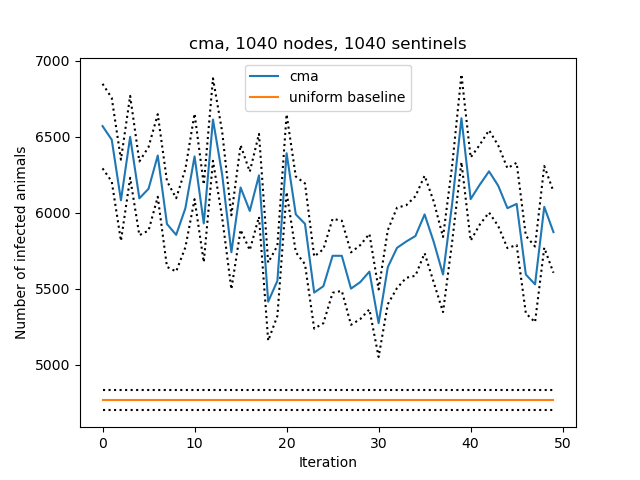 cma, 1040 nodes, 1040 sentinels
cma
uniform baseline
Number of infected animals
7000
6500
6000
5500
5000
0 10 20 30 40 50
Iteration